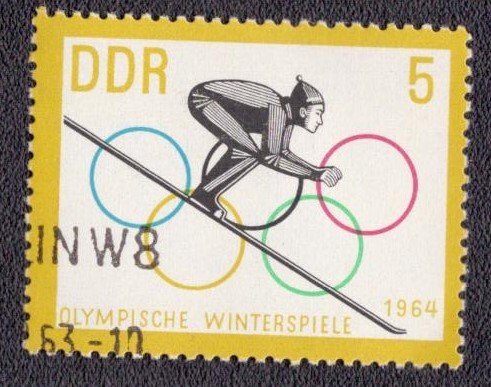 DDR 5
INW8
OLYMPISCHE WINTERSPIELE 1964
63-10